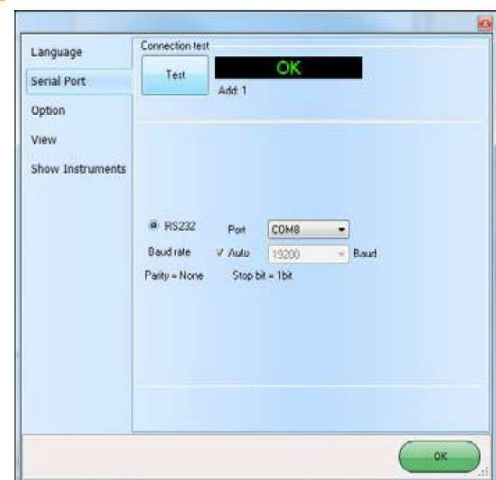 Language
Serial Port
Option
View
Show Instruments
Connection test
Test
OK
Add: 1
RS232 Port COM8
Baud rate Auto 19200 Baud
Parity = None Stop bit = 1bit
OK